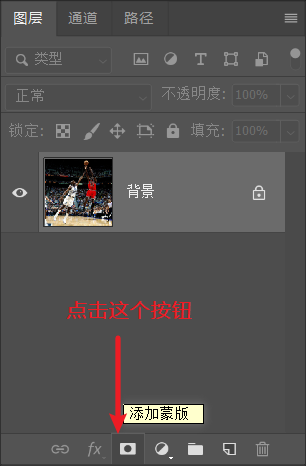 图层 通道 路径
类型
正常 不透明度: 100%
锁定: 填充: 100%
背景
点击这个按钮
添加蒙版
fx